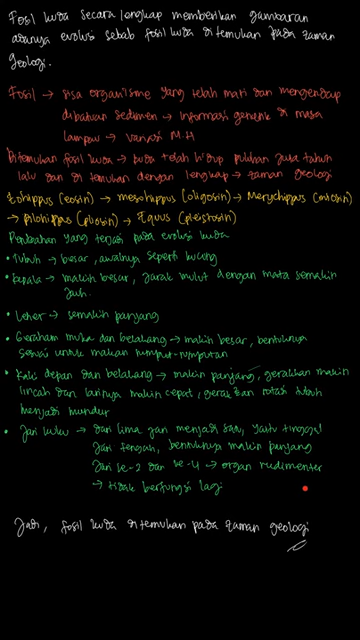 Fosil kuda secara lengkap memberikan gambaran
adanya evolusi sebab fosil kuda ditemukan pada zaman
Geologi.
Fosil → sisa organisme yang telah mati dan mengendap
dibatuan sedimen → informasi genetik di masa
lampau → variasi M.H
Ditemukan fosil kuda → kuda telah hidup puluhan juta tahun
lalu dan ditemukan dengan lengkap → zaman geologi
Eohippus (eosin) → mesohippus (oligosin) → Merychippus (miosin)
→ pliohippus (pliosin) → Equus (pleistosin)
Perubahan yang terjadi pada evolusi kuda
• Tubuh → besar, awalnya seperti kucing
• Kepala → makin besar, jarak mulut dengan mata semakin
jauh.
• Leher → semakin panjang
• Geraham muka dan belakang → makin besar, bentuknya
sesuai untuk makan rumput-rumputan
• Kaki depan dan belakang → makin panjang, gerakkan makin
lincah dan larinya makin cepat, gerak dan rotasi tubuh
menjadi mundur
• Jari kuku → dari lima jari menjadi satu, yaitu tinggal
jari tengah, bentuknya makin panjang
jari ke-2 dan ke-4 → organ rudimenter
→ tidak berfungsi lagi
Jadi, fosil kuda ditemukan pada zaman geologi